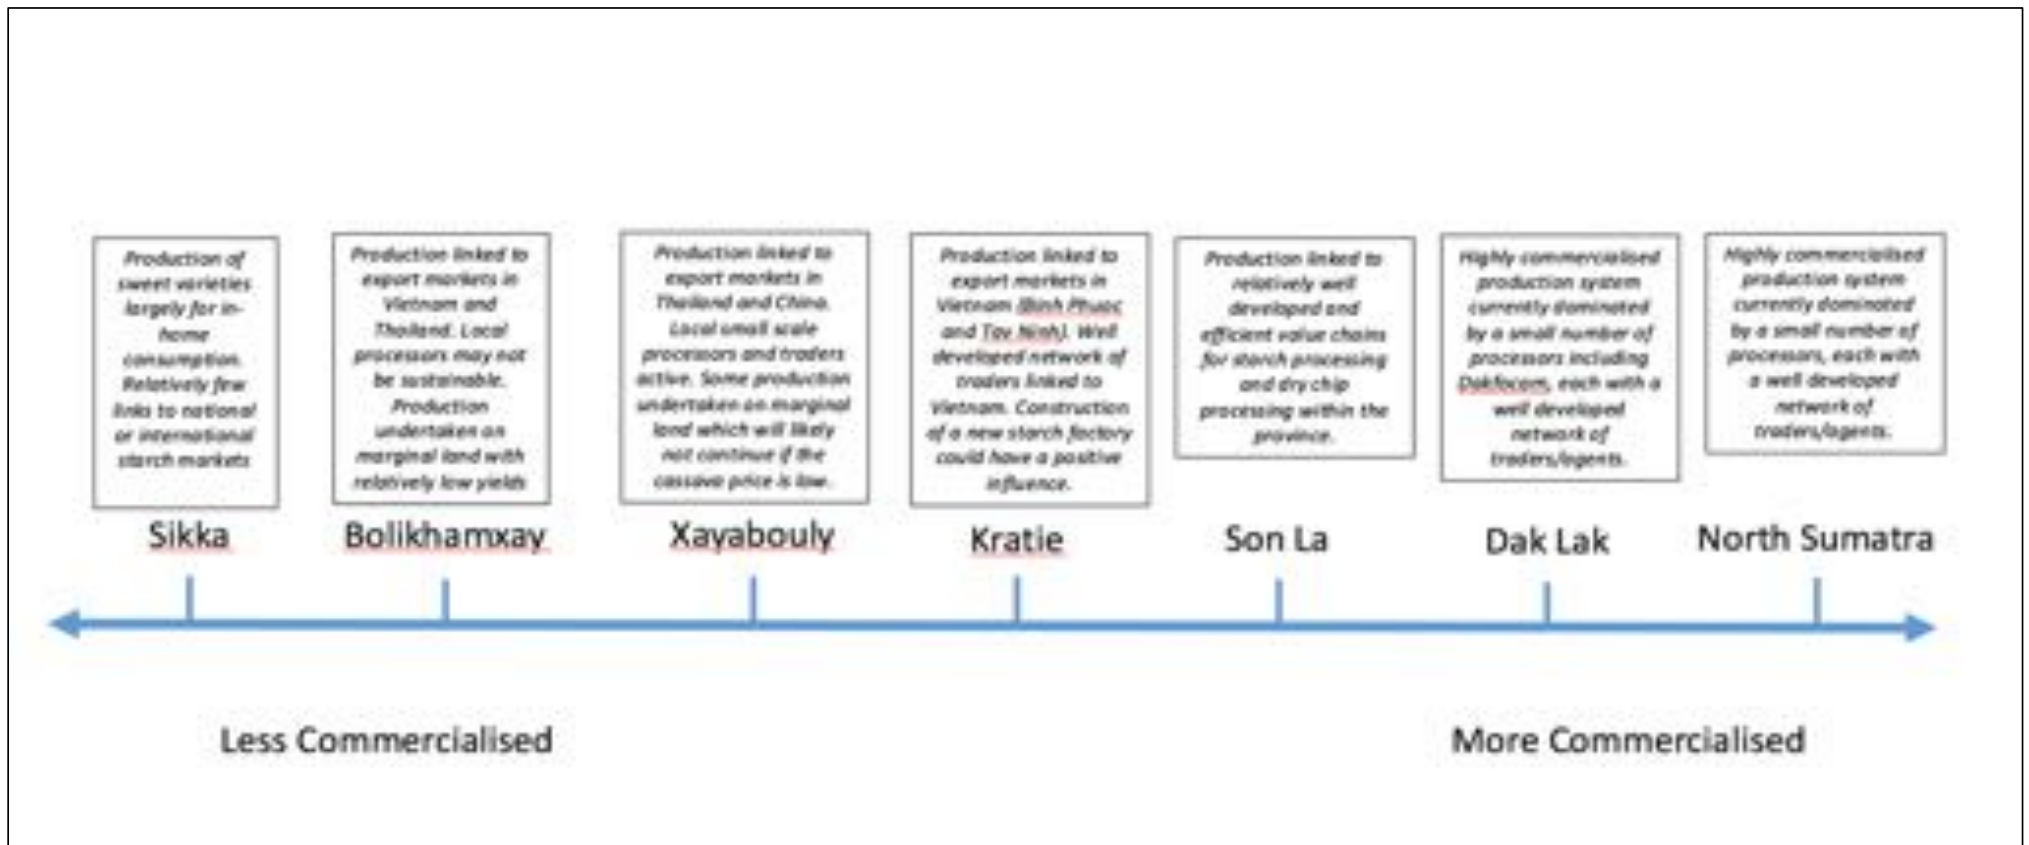 Production of
sweet varieties
largely for in-
home
consumption.
Relatively few
links to national
or international
starch markets
Sikka
Production linked to
export markets in
Vietnam and
Thailand. Local
processors may not
be sustainable.
Production
undertaken on
marginal land with
relatively low yields
Bolikhamxay
Production linked to
export markets in
Thailand and China.
Local small scale
processors and traders
active. Some production
undertaken on marginal
land which will likely
not continue if the
cassava price is low.
Xayabouly
Production linked to
export markets in
Vietnam (Binh Phuoc
and Tay Ninh). Well
developed network of
traders linked to
Vietnam. Construction
of a new starch factory
could have a positive
influence.
Kratie
Production linked to
relatively well
developed and
efficient value chains
for starch processing
and dry chip
processing within the
province.
Son La
Highly commercialised
production system
currently dominated
by a small number of
processors including
Dakfocam, each with a
well developed
network of
traders/agents.
Dak Lak
Highly commercialised
production system
currently dominated
by a small number of
processors, each with
a well developed
network of
traders/agents.
North Sumatra
Less Commercialised
More Commercialised